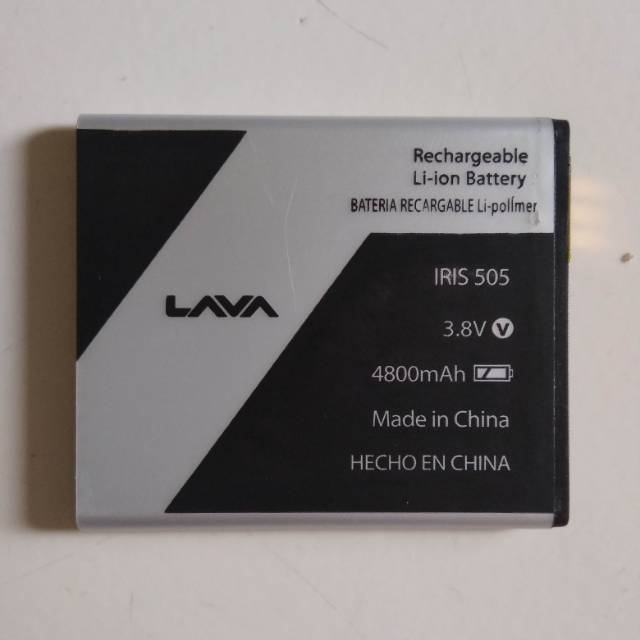 Rechargeable
Li-ion Battery
BATERIA RECARGABLE Li-polímer
LAVA
IRIS 505
3.8V V
4800mAh
Made in China
HECHO EN CHINA